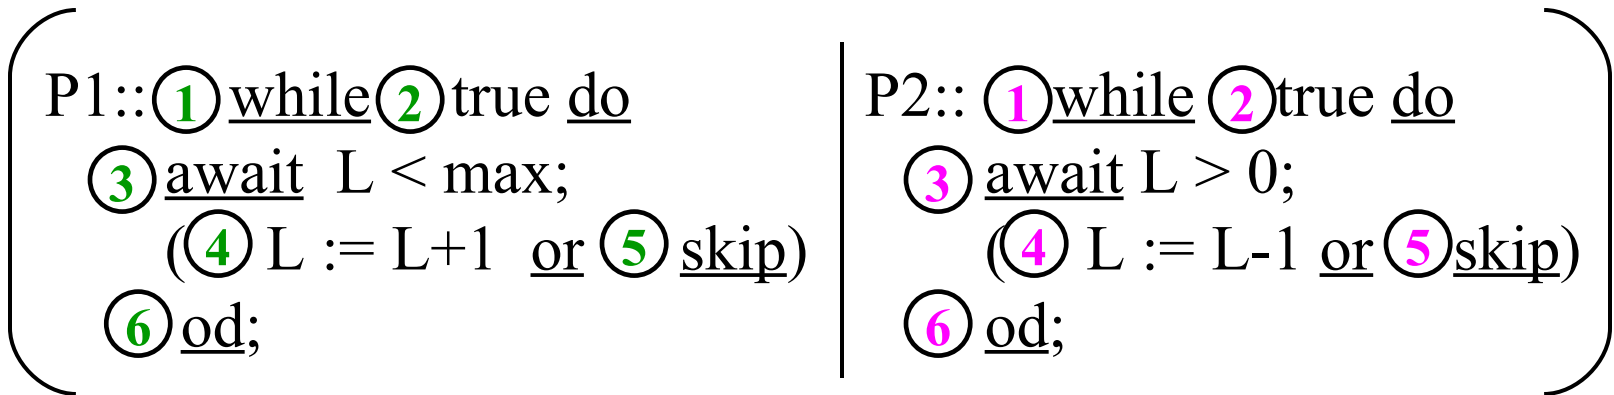 P1:: 1 while 2 true do
3 await L < max;
(4 L := L+1 or 5 skip)
6 od;
P2:: 1 while 2 true do
3 await L > 0;
(4 L := L-1 or 5 skip)
6 od;